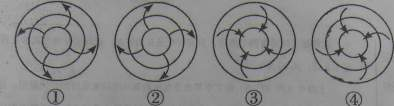 ① ② ③ ④